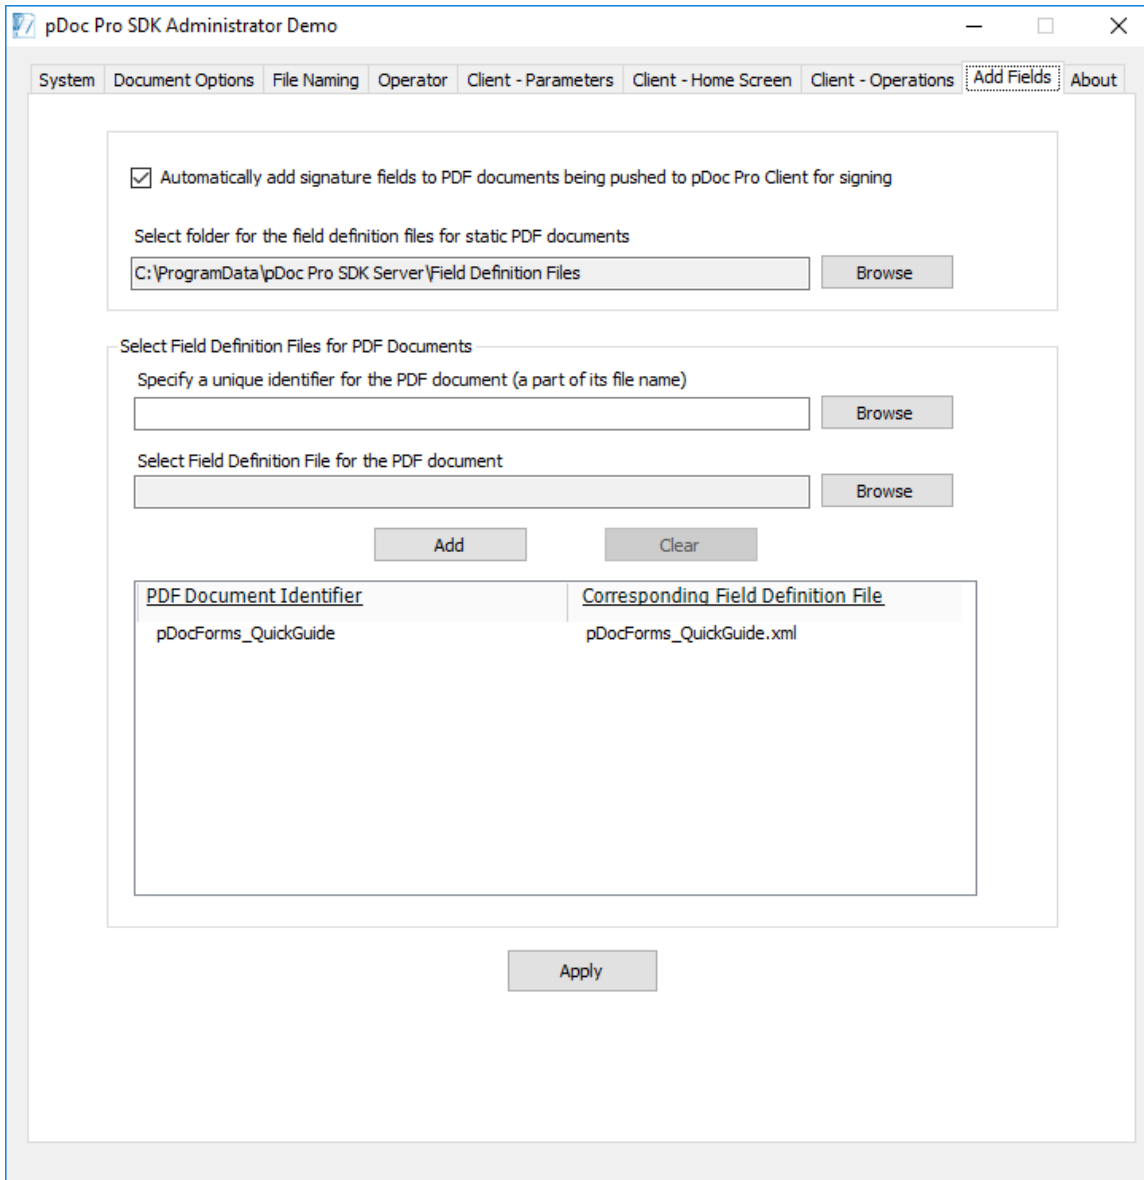 pDoc Pro SDK Administrator Demo
System Document Options File Naming Operator Client - Parameters Client - Home Screen Client - Operations Add Fields About
Automatically add signature fields to PDF documents being pushed to pDoc Pro Client for signing
Select folder for the field definition files for static PDF documents
C:\ProgramData\pDoc Pro SDK Server\Field Definition Files Browse
Select Field Definition Files for PDF Documents
Specify a unique identifier for the PDF document (a part of its file name)
Browse
Select Field Definition File for the PDF document
Browse
Add Clear
PDF Document Identifier Corresponding Field Definition File
pDocForms_QuickGuide pDocForms_QuickGuide.xml
Apply